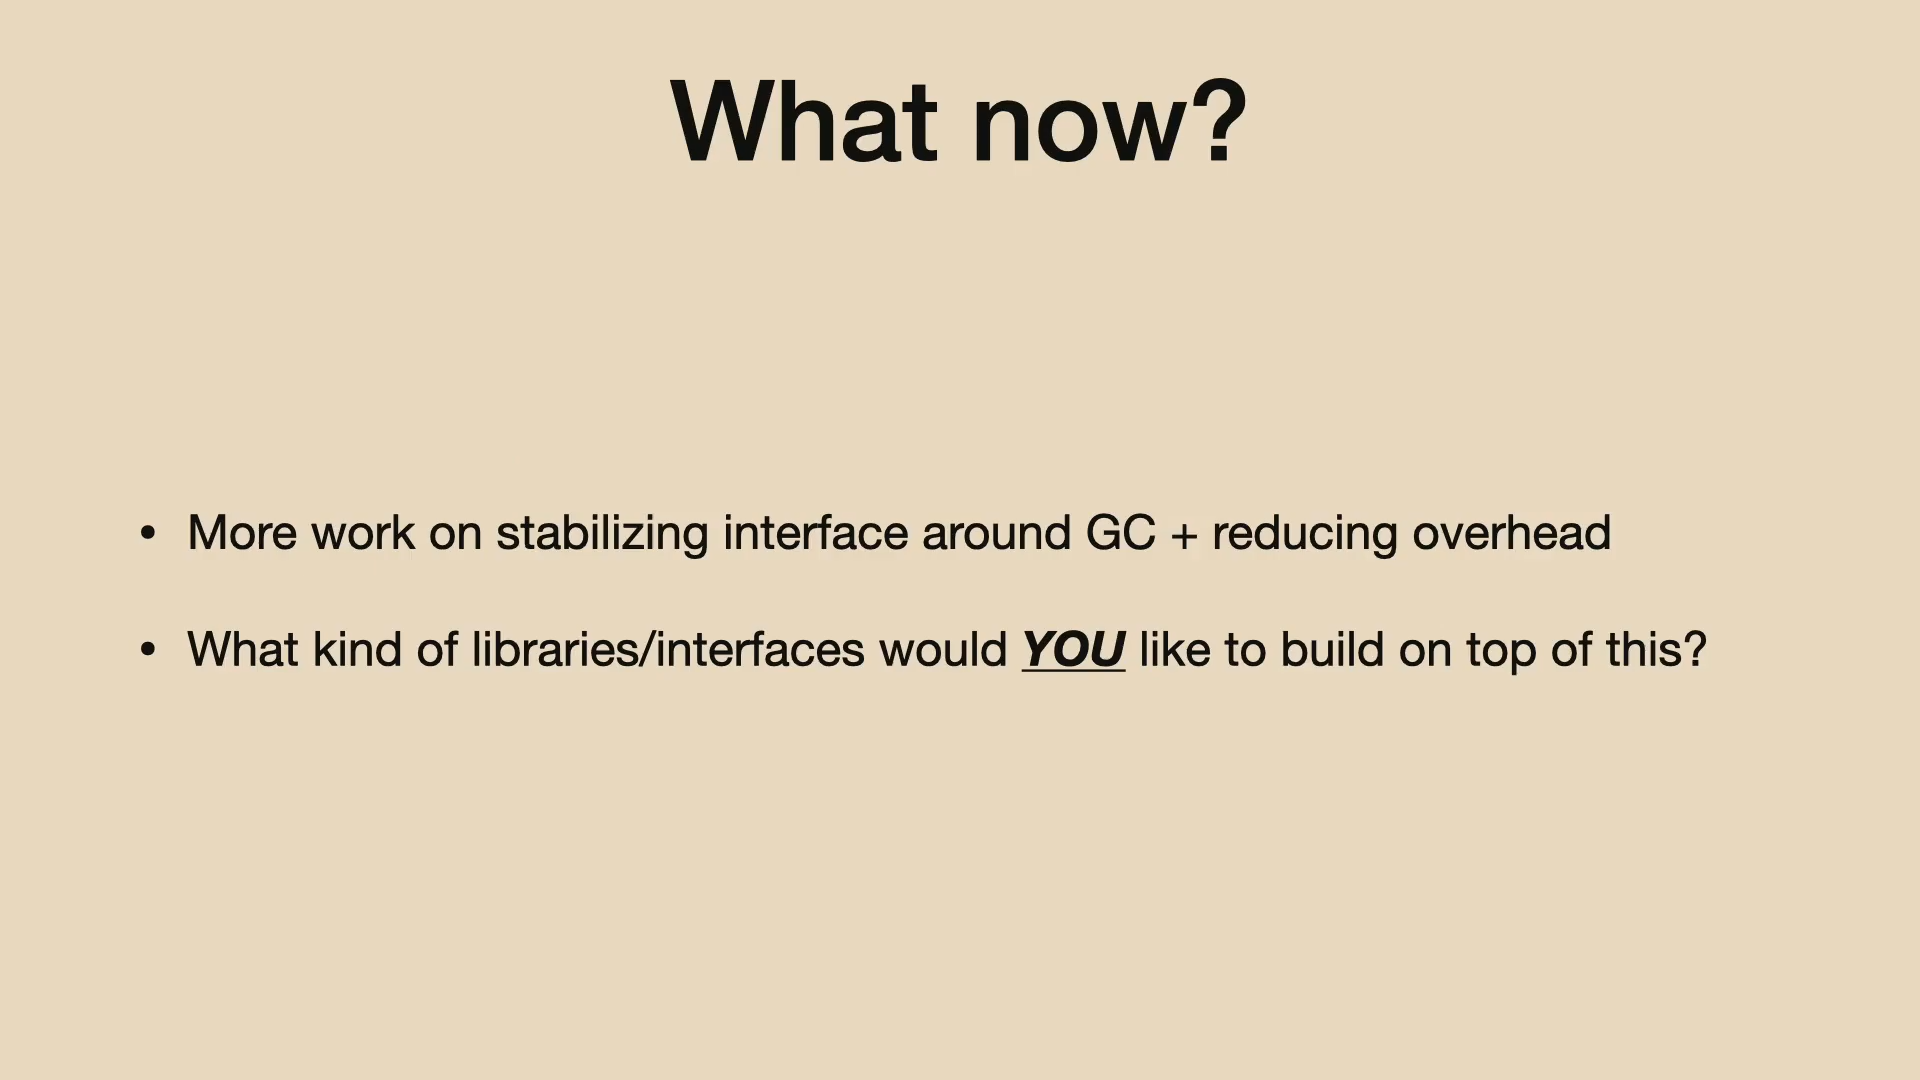 What now?
• More work on stabilizing interface around GC + reducing overhead
• What kind of libraries/interfaces would YOU like to build on top of this?